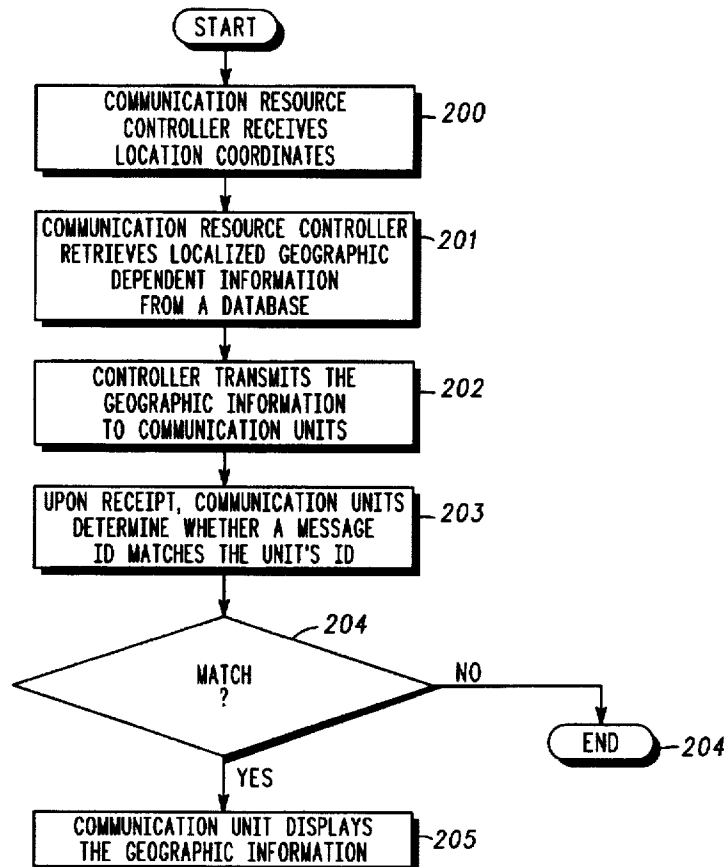 START
COMMUNICATION RESOURCE
CONTROLLER RECEIVES
LOCATION COORDINATES
200
COMMUNICATION RESOURCE CONTROLLER
RETRIEVES LOCALIZED GEOGRAPHIC
DEPENDENT INFORMATION
FROM A DATABASE
201
CONTROLLER TRANSMITS THE
GEOGRAPHIC INFORMATION
TO COMMUNICATION UNITS
202
UPON RECEIPT, COMMUNICATION UNITS
DETERMINE WHETHER A MESSAGE
ID MATCHES THE UNIT'S ID
203
204
MATCH
?
NO
END
204
YES
COMMUNICATION UNIT DISPLAYS
THE GEOGRAPHIC INFORMATION
205